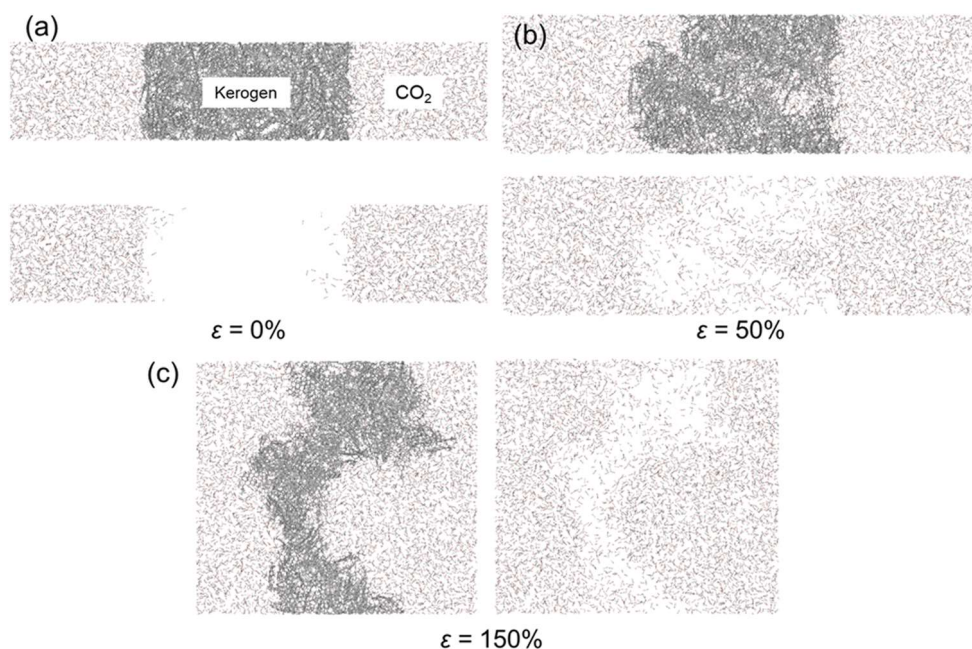 (a)
Kerogen
CO₂
(b)
ε = 0%
ε = 50%
(c)
ε = 150%